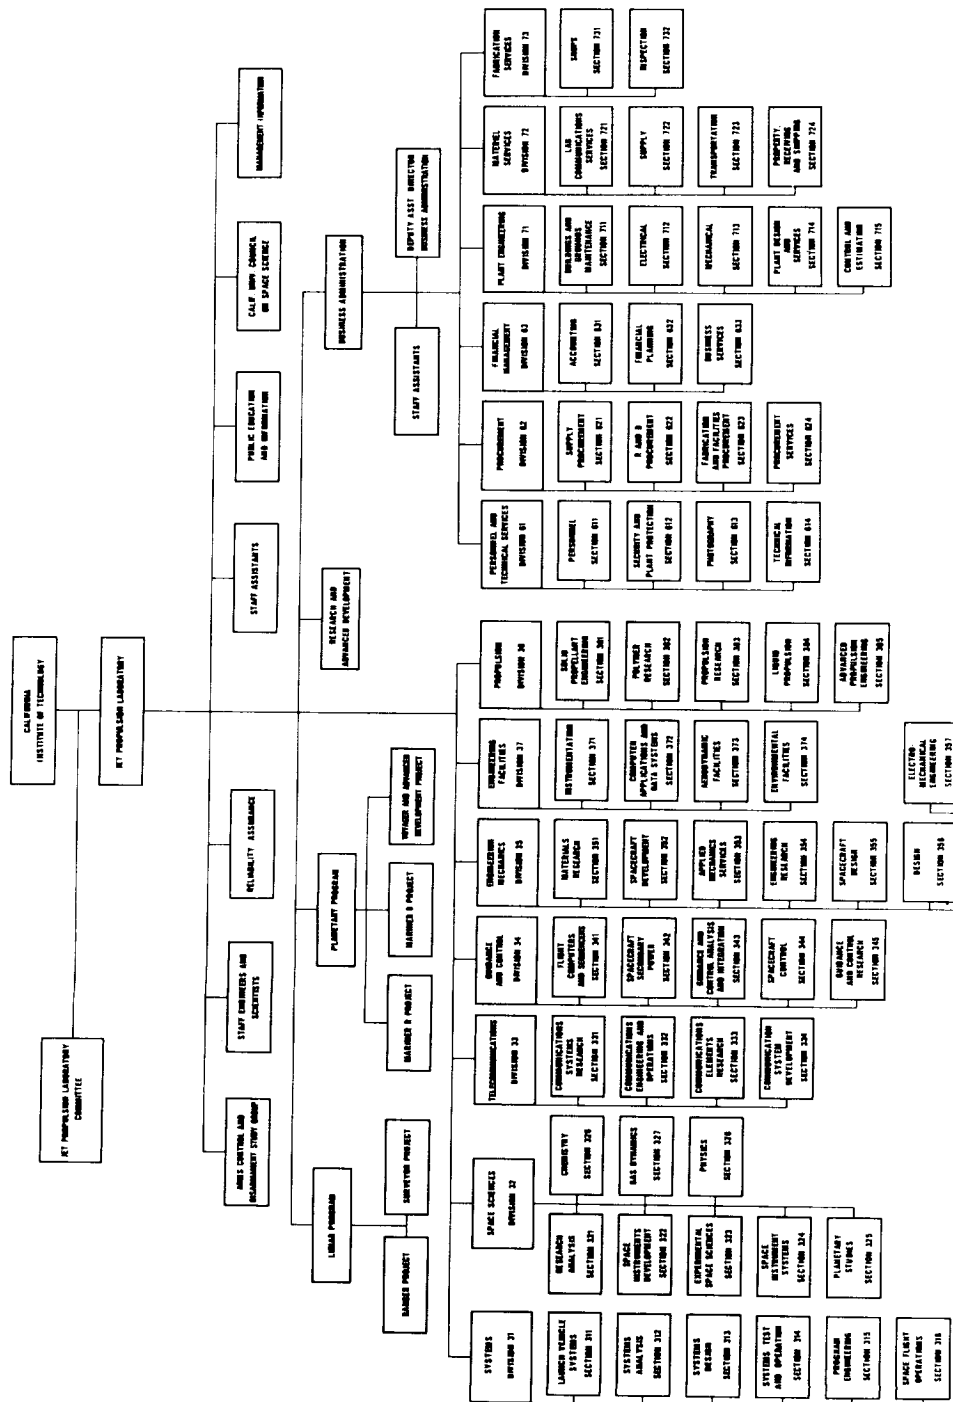 CALIFORNIA
INSTITUTE OF TECHNOLOGY
JET PROPULSION LABORATORY
COMMITTEE
JET PROPULSION LABORATORY
ARMS CONTROL AND
DISARMAMENT STUDY GROUP
STAFF ENGINEERS AND
SCIENTISTS
RELIABILITY ASSURANCE
STAFF ASSISTANTS
PUBLIC EDUCATION
AND INFORMATION
CALIF. UNIV. COUNCIL
ON SPACE SCIENCE
MANAGEMENT INFORMATION
LUNAR PROGRAM
PLANETARY PROGRAM
RESEARCH AND
ADVANCED DEVELOPMENT
BUSINESS ADMINISTRATION
RANGER PROJECT
SURVEYOR PROJECT
MARINER R PROJECT
MARINER B PROJECT
VOYAGER AND ADVANCED
DEVELOPMENT PROJECT
STAFF ASSISTANTS
DEPUTY ASST DIRECTOR
BUSINESS ADMINISTRATION
SYSTEMS
DIVISION 31
LAUNCH VEHICLE
SYSTEMS
SECTION 311
SYSTEMS
ANALYSIS
SECTION 312
SYSTEMS
DESIGN
SECTION 313
SYSTEMS TEST
AND OPERATION
SECTION 314
PROGRAM
ENGINEERING
SECTION 315
SPACE FLIGHT
OPERATIONS
SECTION 316
SPACE SCIENCES
DIVISION 32
RESEARCH
ANALYSIS
SECTION 321
SPACE
INSTRUMENTS
DEVELOPMENT
SECTION 322
EXPERIMENTAL
SPACE SCIENCES
SECTION 323
SPACE
INSTRUMENT
SYSTEMS
SECTION 324
PLANETARY
STUDIES
SECTION 325
CHEMISTRY
SECTION 326
GAS DYNAMICS
SECTION 327
PHYSICS
SECTION 328
TELECOMMUNICATIONS
DIVISION 33
COMMUNICATIONS
SYSTEMS
RESEARCH
SECTION 331
COMMUNICATIONS
ENGINEERING AND
OPERATIONS
SECTION 332
COMMUNICATIONS
ELEMENTS
RESEARCH
SECTION 333
COMMUNICATION
SYSTEM
DEVELOPMENT
SECTION 334
GUIDANCE
AND CONTROL
DIVISION 34
FLIGHT
COMPUTERS
AND SEQUENCERS
SECTION 341
SPACECRAFT
SECONDARY
POWER
SECTION 342
GUIDANCE AND
CONTROL ANALYSIS
AND INTEGRATION
SECTION 343
SPACECRAFT
CONTROL
SECTION 344
GUIDANCE
AND CONTROL
RESEARCH
SECTION 345
ENGINEERING
MECHANICS
DIVISION 35
MATERIALS
RESEARCH
SECTION 351
SPACECRAFT
DEVELOPMENT
SECTION 352
APPLIED
MECHANICS
SERVICES
SECTION 353
ENGINEERING
RESEARCH
SECTION 354
SPACECRAFT
DESIGN
SECTION 355
DESIGN
SECTION 356
ELECTRO
MECHANICAL
ENGINEERING
SECTION 357
ENGINEERING
FACILITIES
DIVISION 37
INSTRUMENTATION
SECTION 371
COMPUTER
APPLICATIONS AND
DATA SYSTEMS
SECTION 372
AERODYNAMIC
FACILITIES
SECTION 373
ENVIRONMENTAL
FACILITIES
SECTION 374
PROPULSION
DIVISION 38
SOLID
PROPELLANT
ENGINEERING
SECTION 381
POLYMER
RESEARCH
SECTION 382
PROPULSION
RESEARCH
SECTION 383
LIQUID
PROPULSION
SECTION 384
ADVANCED
PROPULSION
ENGINEERING
SECTION 385
PERSONNEL AND
TECHNICAL SERVICES
DIVISION 61
PERSONNEL
SECTION 611
SECURITY AND
PLANT PROTECTION
SECTION 612
PHOTOGRAPHY
SECTION 613
TECHNICAL
INFORMATION
SECTION 614
PROCUREMENT
DIVISION 62
SUPPLY
PROCUREMENT
SECTION 621
R AND D
PROCUREMENT
SECTION 622
FABRICATION
AND FACILITIES
PROCUREMENT
SECTION 623
PROCUREMENT
SERVICES
SECTION 624
FINANCIAL
MANAGEMENT
DIVISION 63
ACCOUNTING
SECTION 631
FINANCIAL
PLANNING
SECTION 632
BUSINESS
SERVICES
SECTION 633
PLANT ENGINEERING
DIVISION 71
BUILDINGS AND
GROUNDS
MAINTENANCE
SECTION 711
ELECTRICAL
SECTION 712
MECHANICAL
SECTION 713
PLANT DESIGN
AND
SERVICES
SECTION 714
CONTROL AND
ESTIMATING
SECTION 715
MATERIEL
SERVICES
DIVISION 72
LAB
COMMUNICATIONS
SERVICES
SECTION 721
SUPPLY
SECTION 722
TRANSPORTATION
SECTION 723
PROPERTY,
RECEIVING
AND SHIPPING
SECTION 724
FABRICATION
SERVICES
DIVISION 73
SHOPS
SECTION 731
INSPECTION
SECTION 732